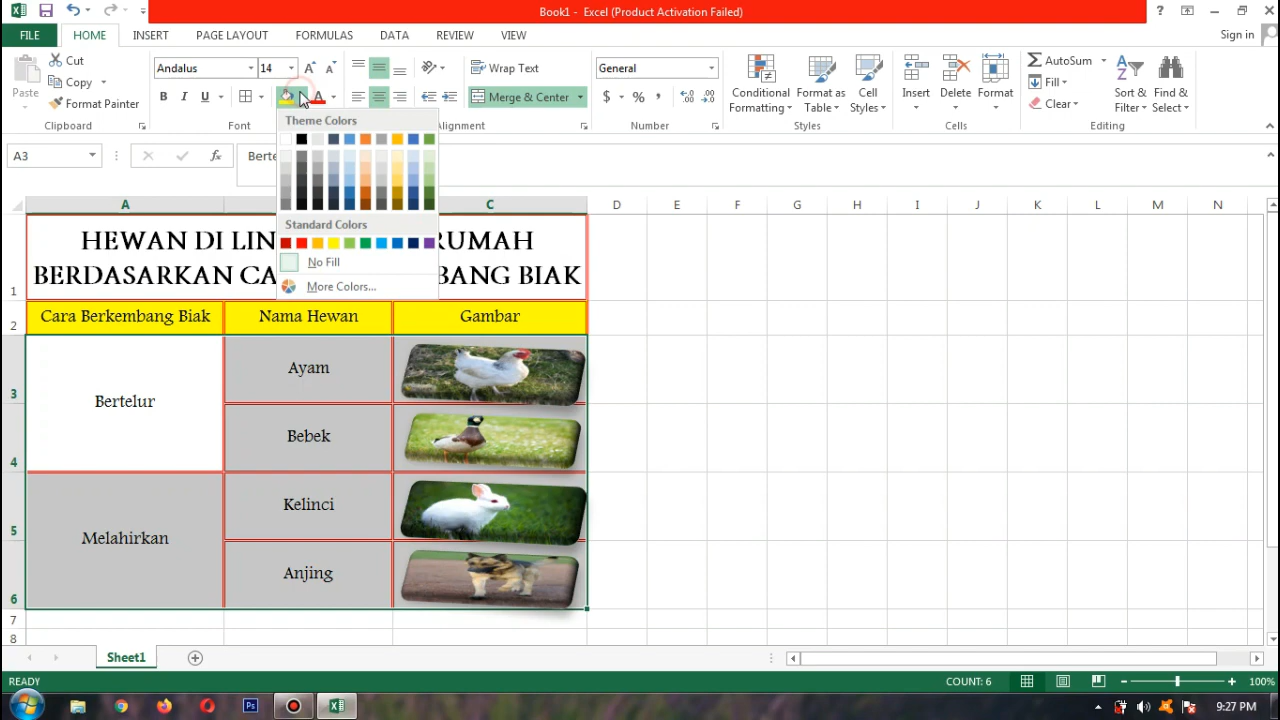 Book1 - Excel (Product Activation Failed)
FILE HOME INSERT PAGE LAYOUT FORMULAS DATA REVIEW VIEW Sign in
Cut
Copy
Format Painter
Paste
Clipboard
Andalus 14
B I U
Font
Wrap Text
Merge & Center
Alignment
General
$ % ,
Number
Conditional Formatting
Format as Table
Cell Styles
Styles
Insert Delete Format
Cells
AutoSum
Fill
Clear
Sort & Filter
Find & Select
Editing
A3 fx Berte
Theme Colors
Standard Colors
No Fill
More Colors...
A C D E F G H I J K L M N
HEWAN DI LIN RUMAH
BERDASARKAN CA BANG BIAK
1
2 Cara Berkembang Biak Nama Hewan Gambar
3 Ayam
Bertelur
4 Bebek
5 Kelinci
Melahirkan
6 Anjing
7
8
Sheet1
READY COUNT: 6 100%
Ps 9:27 PM